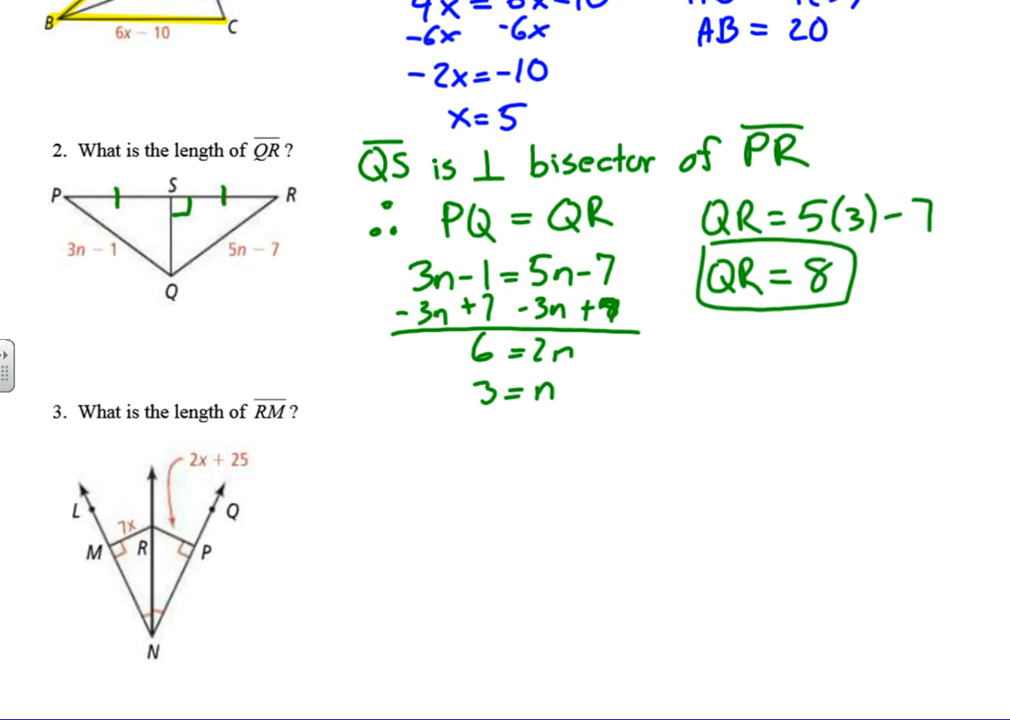 B
6x − 10
C
-6x -6x
AB = 20
-2x = -10
x = 5
2. What is the length of QR ?
P
S
R
3n − 1
5n − 7
Q
QS is ⊥ bisector of PR
∴ PQ = QR
QR = 5(3) - 7
3n - 1 = 5n - 7
QR = 8
- 3n + 7 - 3n + 7
6 = 2n
3 = n
3. What is the length of RM ?
2x + 25
L
Q
7x
M
R
P
N